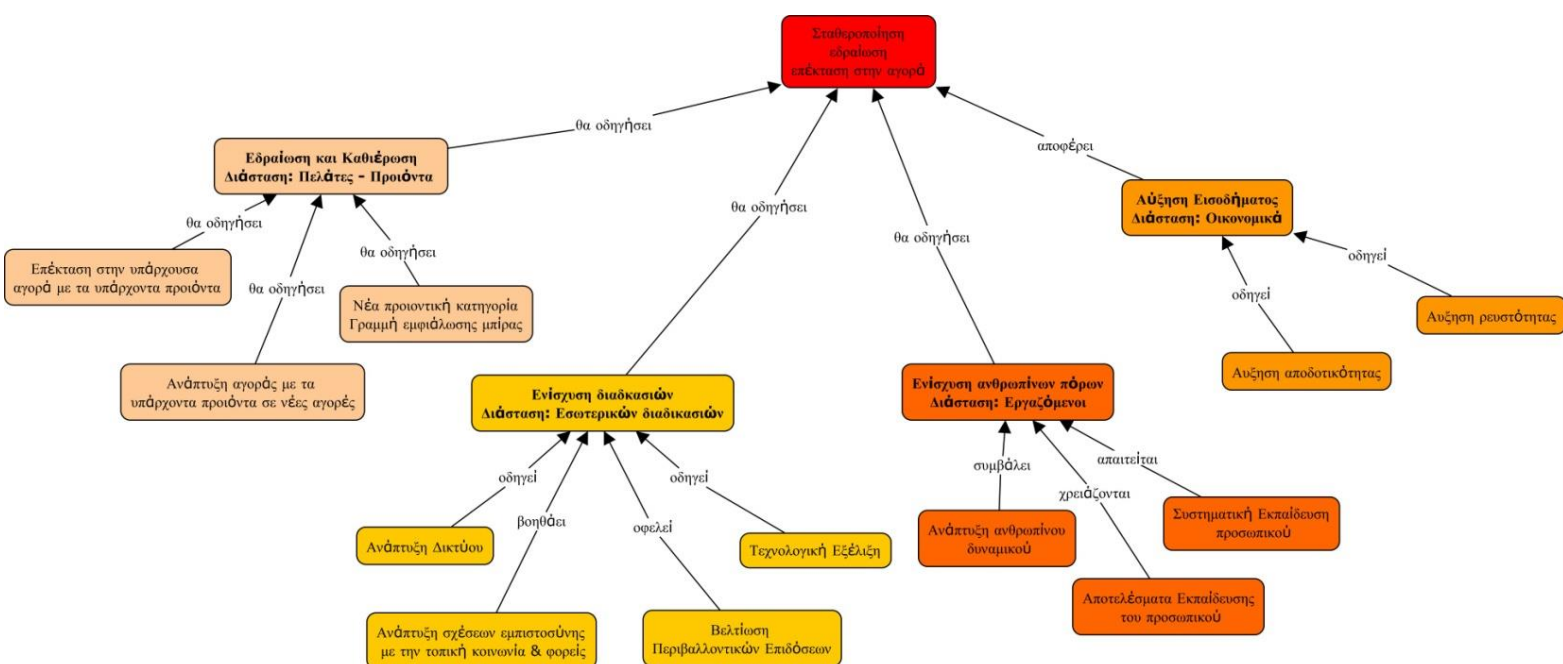 Σταθεροποίηση
εδραίωση
επέκταση στην αγορά
θα οδηγήσει
αποφέρει
Εδραίωση και Καθιέρωση
Διάσταση: Πελάτες - Προιόντα
θα οδηγήσει
θα οδηγήσει
Αύξηση Εισοδήματος
Διάσταση: Οικονομικά
θα οδηγήσει
θα οδηγήσει
θα οδηγήσει
οδηγεί
Επέκταση στην υπάρχουσα
αγορά με τα υπάρχοντα προιόντα
θα οδηγήσει
οδηγεί
Νέα προιοντική κατηγορία
Γραμμή εμφιάλωσης μπίρας
Αυξηση ρευστότητας
Ανάπτυξη αγοράς με τα
υπάρχοντα προιόντα σε νέες αγορές
Αυξηση αποδοτικότητας
Ενίσχυση διαδκασιών
Διάσταση: Εσωτερικών διαδικασιών
Ενίσχυση ανθρωπίνων πόρων
Διάσταση: Εργαζόμενοι
οδηγεί
οδηγεί
συμβάλει
απαιτείται
βοηθάει
οφελεί
χρειάζονται
Ανάπτυξη Δικτύου
Τεχνολογική Εξέλιξη
Ανάπτυξη ανθρωπίνου
δυναμικού
Συστηματική Εκπαίδευση
προσωπικού
Αποτελέσματα Εκπαίδευσης
του προσωπικού
Ανάπτυξη σχέσεων εμπιστοσύνης
με την τοπική κοινωνία & φορείς
Βελτίωση
Περιβαλλοντικών Επιδόσεων